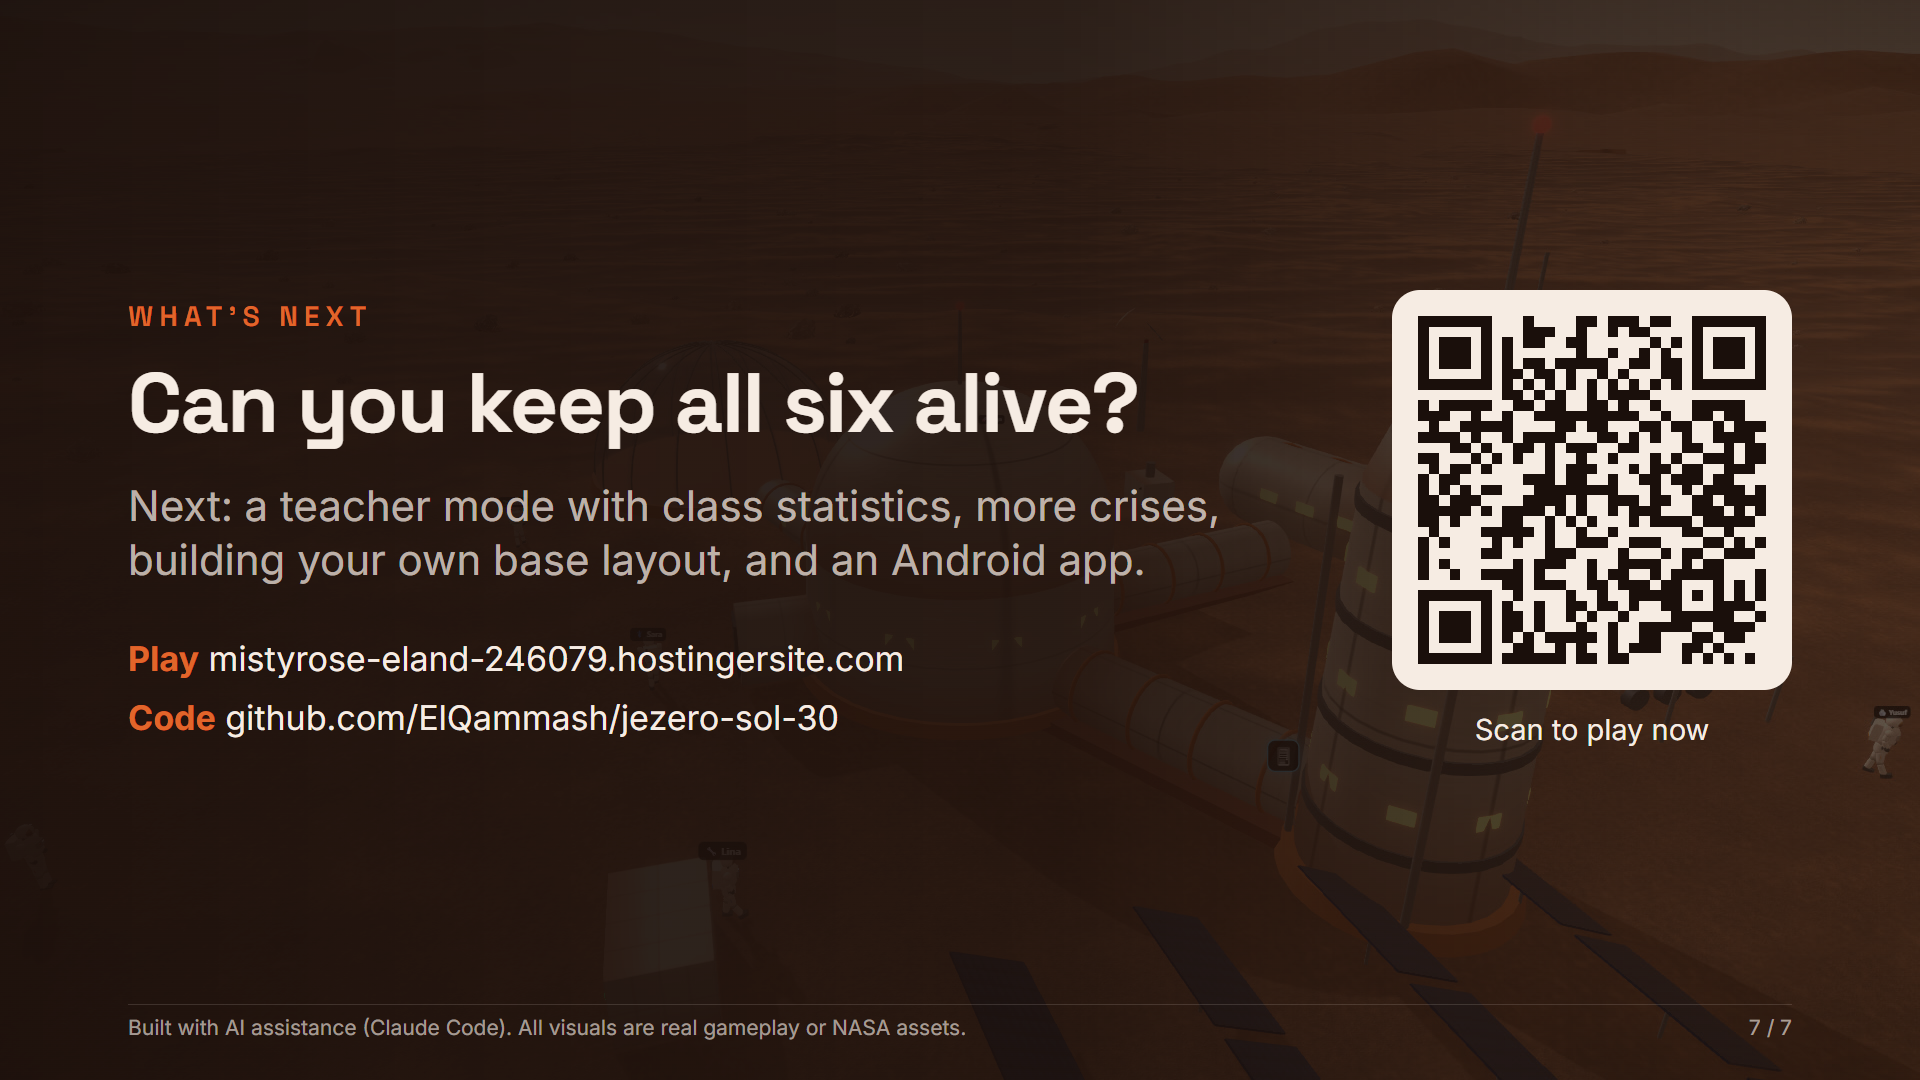 WHAT'S NEXT
Can you keep all six alive?
Next: a teacher mode with class statistics, more crises,
building your own base layout, and an Android app.
Play mistyrose-eland-246079.hostingersite.com
Code github.com/ElQammash/jezero-sol-30
Scan to play now
Yusuf
Lina
Built with AI assistance (Claude Code). All visuals are real gameplay or NASA assets.
7 / 7